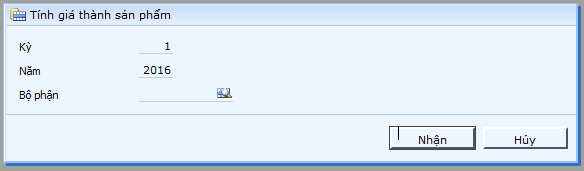 Tính giá thành sản phẩm
Kỳ 1
Năm 2016
Bộ phận
Nhận Hủy